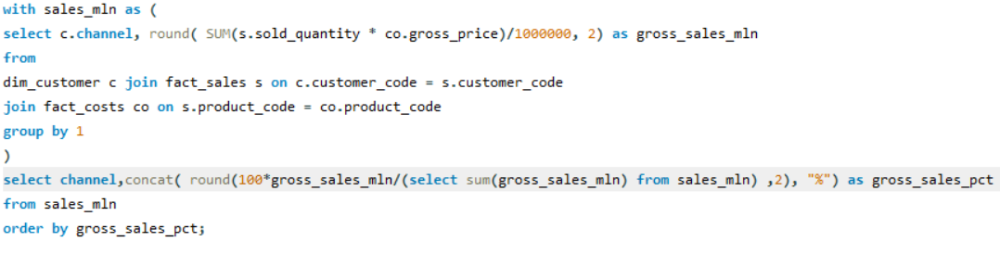 with sales_mln as (
select c.channel, round( SUM(s.sold_quantity * co.gross_price)/1000000, 2) as gross_sales_mln
from
dim_customer c join fact_sales s on c.customer_code = s.customer_code
join fact_costs co on s.product_code = co.product_code
group by 1
)
select channel,concat( round(100*gross_sales_mln/(select sum(gross_sales_mln) from sales_mln) ,2), "%") as gross_sales_pct
from sales_mln
order by gross_sales_pct;